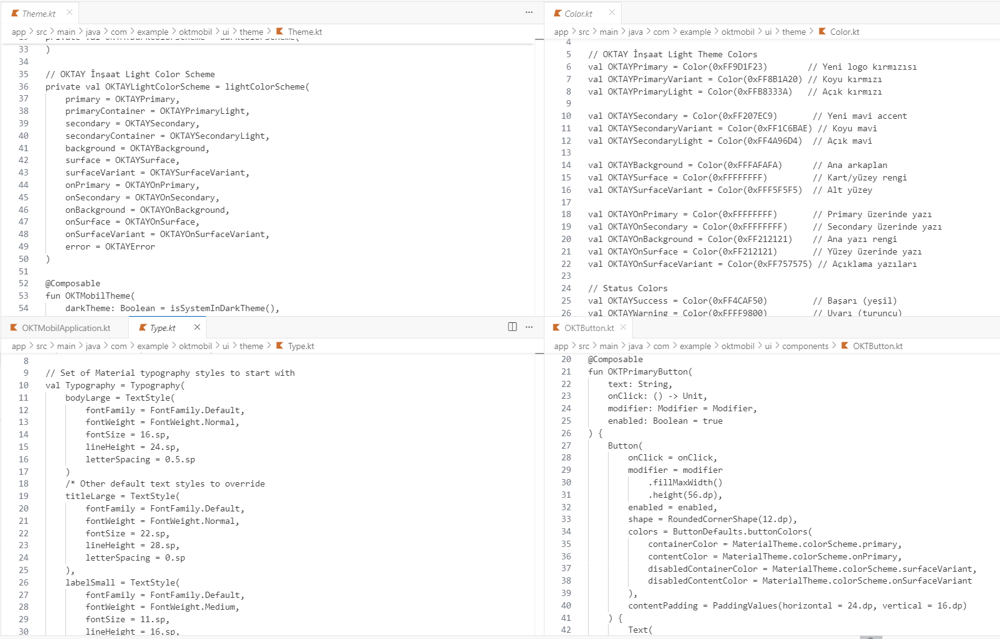 Theme.kt
app > src > main > java > com > example > oktmobil > ui > theme > Theme.kt
33 )
34
35 // OKTAY İnşaat Light Color Scheme
36 private val OKTAYLightColorScheme = lightColorScheme(
37 primary = OKTAYPrimary,
38 primaryContainer = OKTAYPrimaryLight,
39 secondary = OKTAYSecondary,
40 secondaryContainer = OKTAYSecondaryLight,
41 background = OKTAYBackground,
42 surface = OKTAYSurface,
43 surfaceVariant = OKTAYSurfaceVariant,
44 onPrimary = OKTAYOnPrimary,
45 onSecondary = OKTAYOnSecondary,
46 onBackground = OKTAYOnBackground,
47 onSurface = OKTAYOnSurface,
48 onSurfaceVariant = OKTAYOnSurfaceVariant,
49 error = OKTAYError
50 )
51
52 @Composable
53 fun OKTMobilTheme(
54 darkTheme: Boolean = isSystemInDarkTheme(),
Color.kt
app > src > main > java > com > example > oktmobil > ui > theme > Color.kt
4
5 // OKTAY İnşaat Light Theme Colors
6 val OKTAYPrimary = Color(0xFF9D1F23) // Yeni logo kırmızısı
7 val OKTAYPrimaryVariant = Color(0xFF8B1A20) // Koyu kırmızı
8 val OKTAYPrimaryLight = Color(0xFFB8333A) // Açık kırmızı
9
10 val OKTAYSecondary = Color(0xFF207EC9) // Yeni mavi accent
11 val OKTAYSecondaryVariant = Color(0xFF1C6BAE) // Koyu mavi
12 val OKTAYSecondaryLight = Color(0xFF4A96D4) // Açık mavi
13
14 val OKTAYBackground = Color(0xFFFAFAFA) // Ana arkaplan
15 val OKTAYSurface = Color(0xFFFFFFFF) // Kart/yüzey rengi
16 val OKTAYSurfaceVariant = Color(0xFFF5F5F5) // Alt yüzey
17
18 val OKTAYOnPrimary = Color(0xFFFFFFFF) // Primary üzerinde yazı
19 val OKTAYOnSecondary = Color(0xFFFFFFFF) // Secondary üzerinde yazı
20 val OKTAYOnBackground = Color(0xFF212121) // Ana yazı rengi
21 val OKTAYOnSurface = Color(0xFF212121) // Yüzey üzerinde yazı
22 val OKTAYOnSurfaceVariant = Color(0xFF757575) // Açıklama yazıları
23
24 // Status Colors
25 val OKTAYSuccess = Color(0xFF4CAF50) // Başarı (yeşil)
26 val OKTAYWarning = Color(0xFFFF9800) // Uyarı (turuncu)
OKTMobilApplication.kt
Type.kt
app > src > main > java > com > example > oktmobil > ui > theme > Type.kt
8
9 // Set of Material typography styles to start with
10 val Typography = Typography(
11 bodyLarge = TextStyle(
12 fontFamily = FontFamily.Default,
13 fontWeight = FontWeight.Normal,
14 fontSize = 16.sp,
15 lineHeight = 24.sp,
16 letterSpacing = 0.5.sp
17 )
18 /* Other default text styles to override
19 titleLarge = TextStyle(
20 fontFamily = FontFamily.Default,
21 fontWeight = FontWeight.Normal,
22 fontSize = 22.sp,
23 lineHeight = 28.sp,
24 letterSpacing = 0.sp
25 ),
26 labelSmall = TextStyle(
27 fontFamily = FontFamily.Default,
28 fontWeight = FontWeight.Medium,
29 fontSize = 11.sp,
30 lineHeight = 16.sp,
OKTButton.kt
app > src > main > java > com > example > oktmobil > ui > components > OKTButton.kt
20 @Composable
21 fun OKTPrimaryButton(
22 text: String,
23 onClick: () -> Unit,
24 modifier: Modifier = Modifier,
25 enabled: Boolean = true
26 ) {
27 Button(
28 onClick = onClick,
29 modifier = modifier
30 .fillMaxWidth()
31 .height(56.dp),
32 enabled = enabled,
33 shape = RoundedCornerShape(12.dp),
34 colors = ButtonDefaults.buttonColors(
35 containerColor = MaterialTheme.colorScheme.primary,
36 contentColor = MaterialTheme.colorScheme.onPrimary,
37 disabledContainerColor = MaterialTheme.colorScheme.surfaceVariant,
38 disabledContentColor = MaterialTheme.colorScheme.onSurfaceVariant
39 ),
40 contentPadding = PaddingValues(horizontal = 24.dp, vertical = 16.dp)
41 ) {
42 Text(